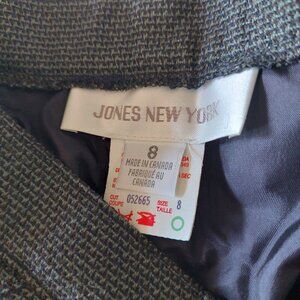 JONES NEW YORK
8
MADE IN CANADA
FABRIQUÉ AU
CANADA
CUT
COUPE
052665
SIZE
TAILLE
8